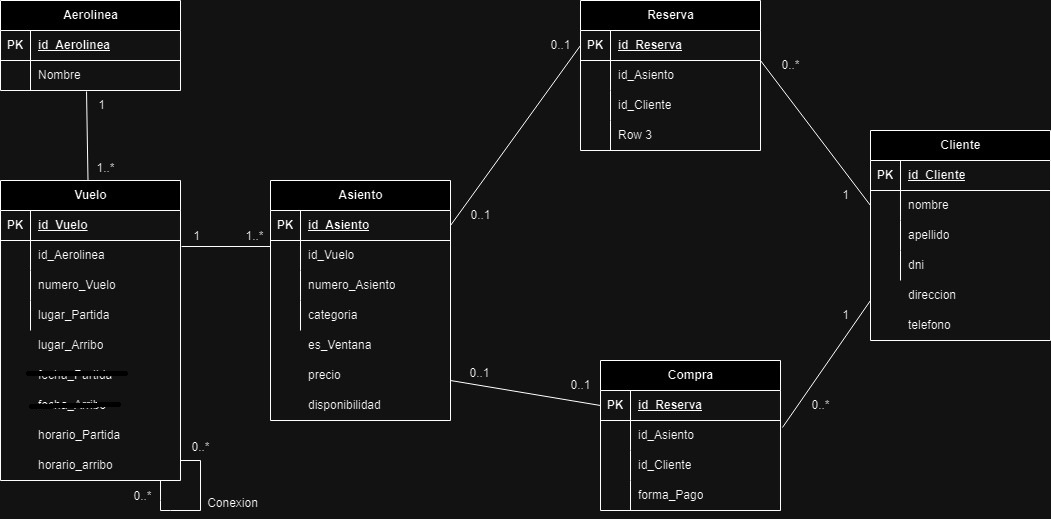 Aerolinea
PK id_Aerolinea
Nombre
1
1..*
Vuelo
PK id_Vuelo
id_Aerolinea
numero_Vuelo
lugar_Partida
lugar_Arribo
fecha_Partida
fecha_Arribo
horario_Partida
horario_arribo
0..*
0..*
Conexion
1
1..*
Asiento
PK id_Asiento
id_Vuelo
numero_Asiento
categoria
es_Ventana
precio
disponibilidad
0..1
0..1
0..1
0..1
Reserva
PK id_Reserva
id_Asiento
id_Cliente
Row 3
0..*
1
Cliente
PK id_Cliente
nombre
apellido
dni
direccion
telefono
1
0..*
Compra
PK id_Reserva
id_Asiento
id_Cliente
forma_Pago